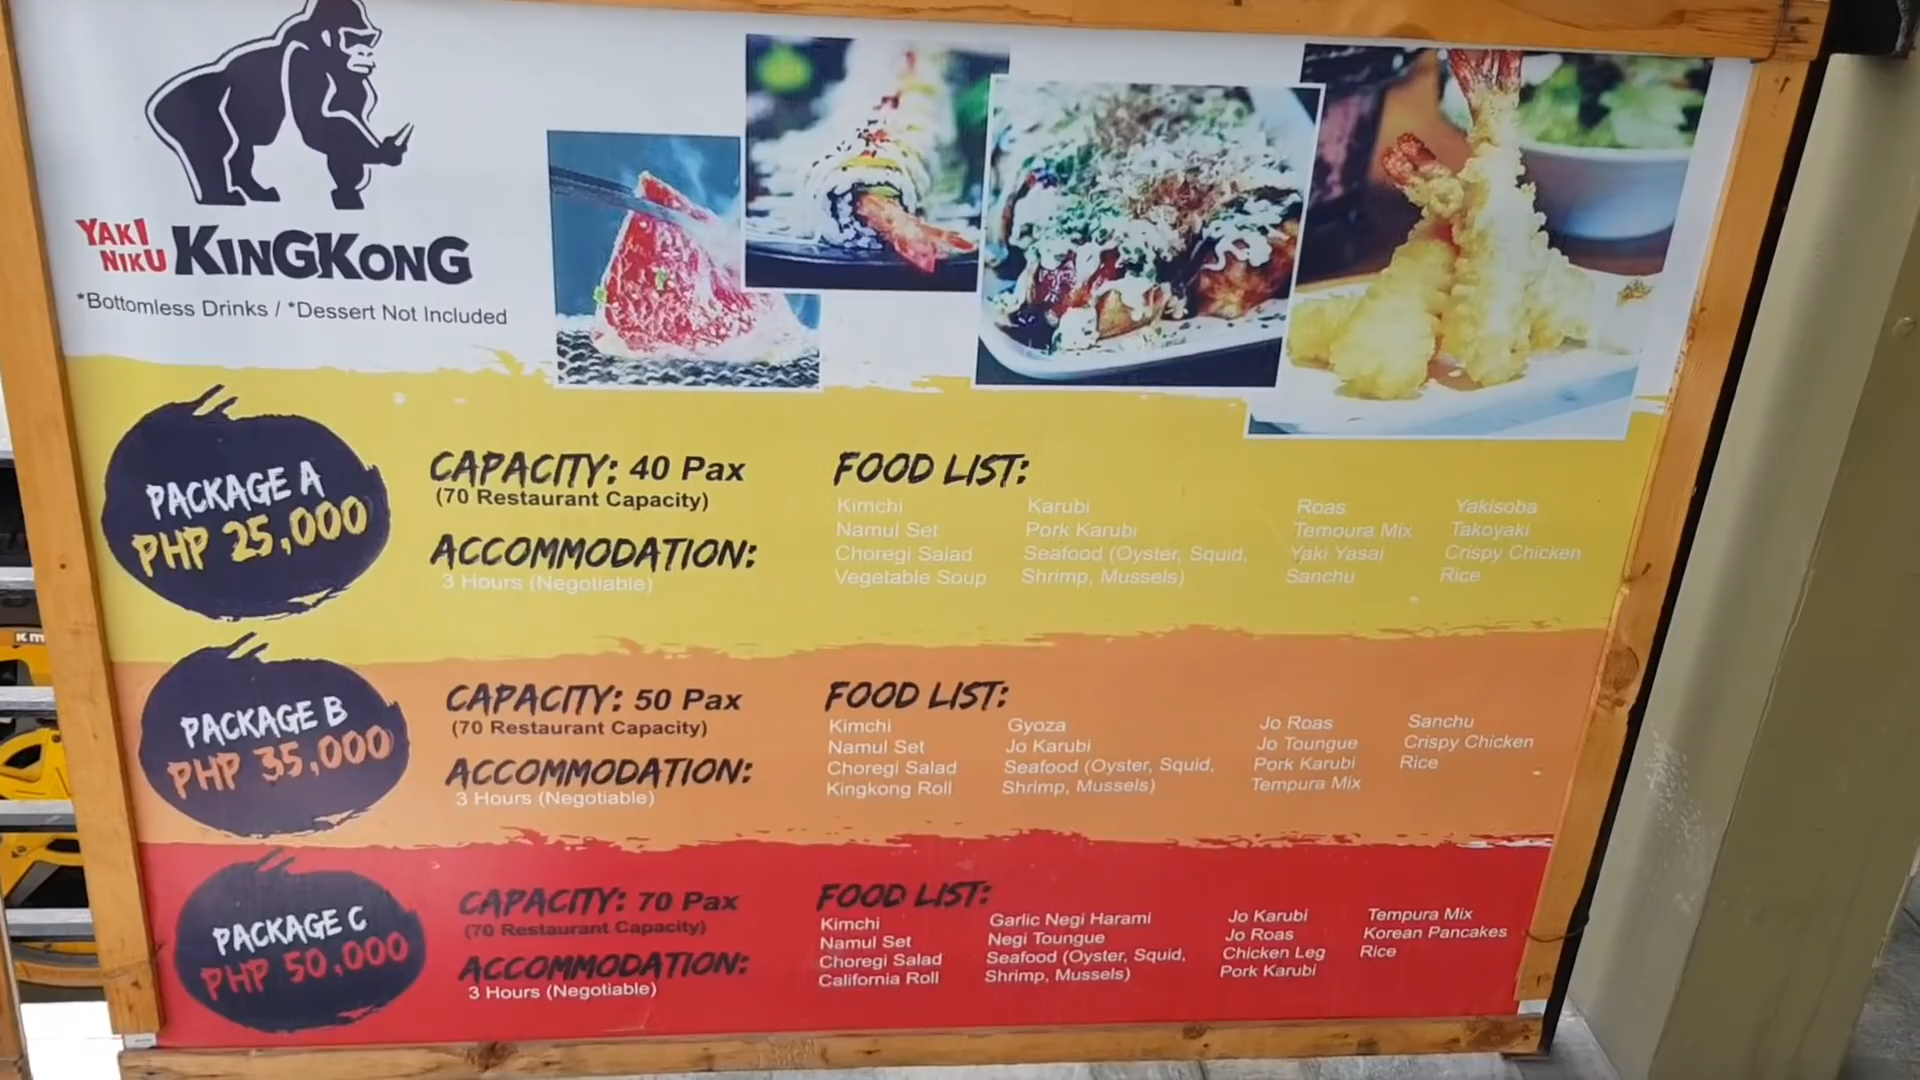 YAKI
NIKU KINGKONG
*Bottomless Drinks / *Dessert Not Included
PACKAGE A
PHP 25,000
CAPACITY: 40 Pax
(70 Restaurant Capacity)
ACCOMMODATION:
3 Hours (Negotiable)
FOOD LIST:
Kimchi
Namul Set
Choregi Salad
Vegetable Soup
Karubi
Pork Karubi
Seafood (Oyster, Squid,
Shrimp, Mussels)
Roas
Temoura Mix
Yaki Yasai
Sanchu
Yakisoba
Takoyaki
Crispy Chicken
Rice
PACKAGE B
PHP 35,000
CAPACITY: 50 Pax
(70 Restaurant Capacity)
ACCOMMODATION:
3 Hours (Negotiable)
FOOD LIST:
Kimchi
Namul Set
Choregi Salad
Kingkong Roll
Gyoza
Jo Karubi
Seafood (Oyster, Squid,
Shrimp, Mussels)
Jo Roas
Jo Toungue
Pork Karubi
Tempura Mix
Sanchu
Crispy Chicken
Rice
PACKAGE C
PHP 50,000
CAPACITY: 70 Pax
(70 Restaurant Capacity)
ACCOMMODATION:
3 Hours (Negotiable)
FOOD LIST:
Kimchi
Namul Set
Choregi Salad
California Roll
Garlic Negi Harami
Negi Toungue
Seafood (Oyster, Squid,
Shrimp, Mussels)
Jo Karubi
Jo Roas
Chicken Leg
Pork Karubi
Tempura Mix
Korean Pancakes
Rice